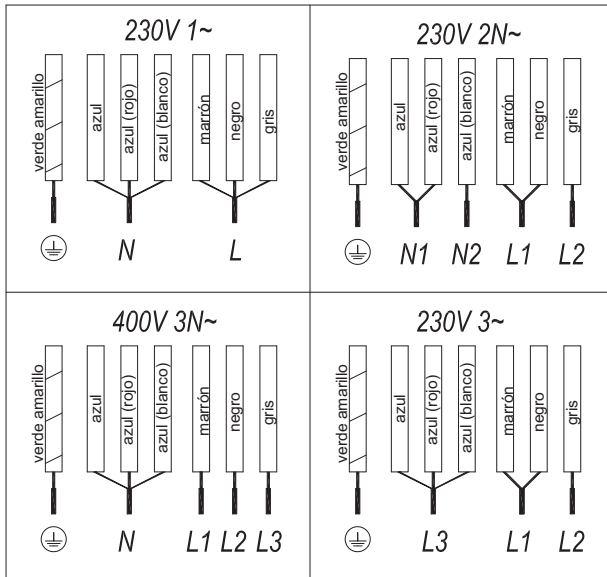 230V 1~
verde amarillo
azul
azul (rojo)
azul (blanco)
marrón
negro
gris
N
L
230V 2N~
verde amarillo
azul
azul (rojo)
azul (blanco)
marrón
negro
gris
N1
N2
L1
L2
400V 3N~
verde amarillo
azul
azul (rojo)
azul (blanco)
marrón
negro
gris
N
L1
L2
L3
230V 3~
verde amarillo
azul
azul (rojo)
azul (blanco)
marrón
negro
gris
L3
L1
L2